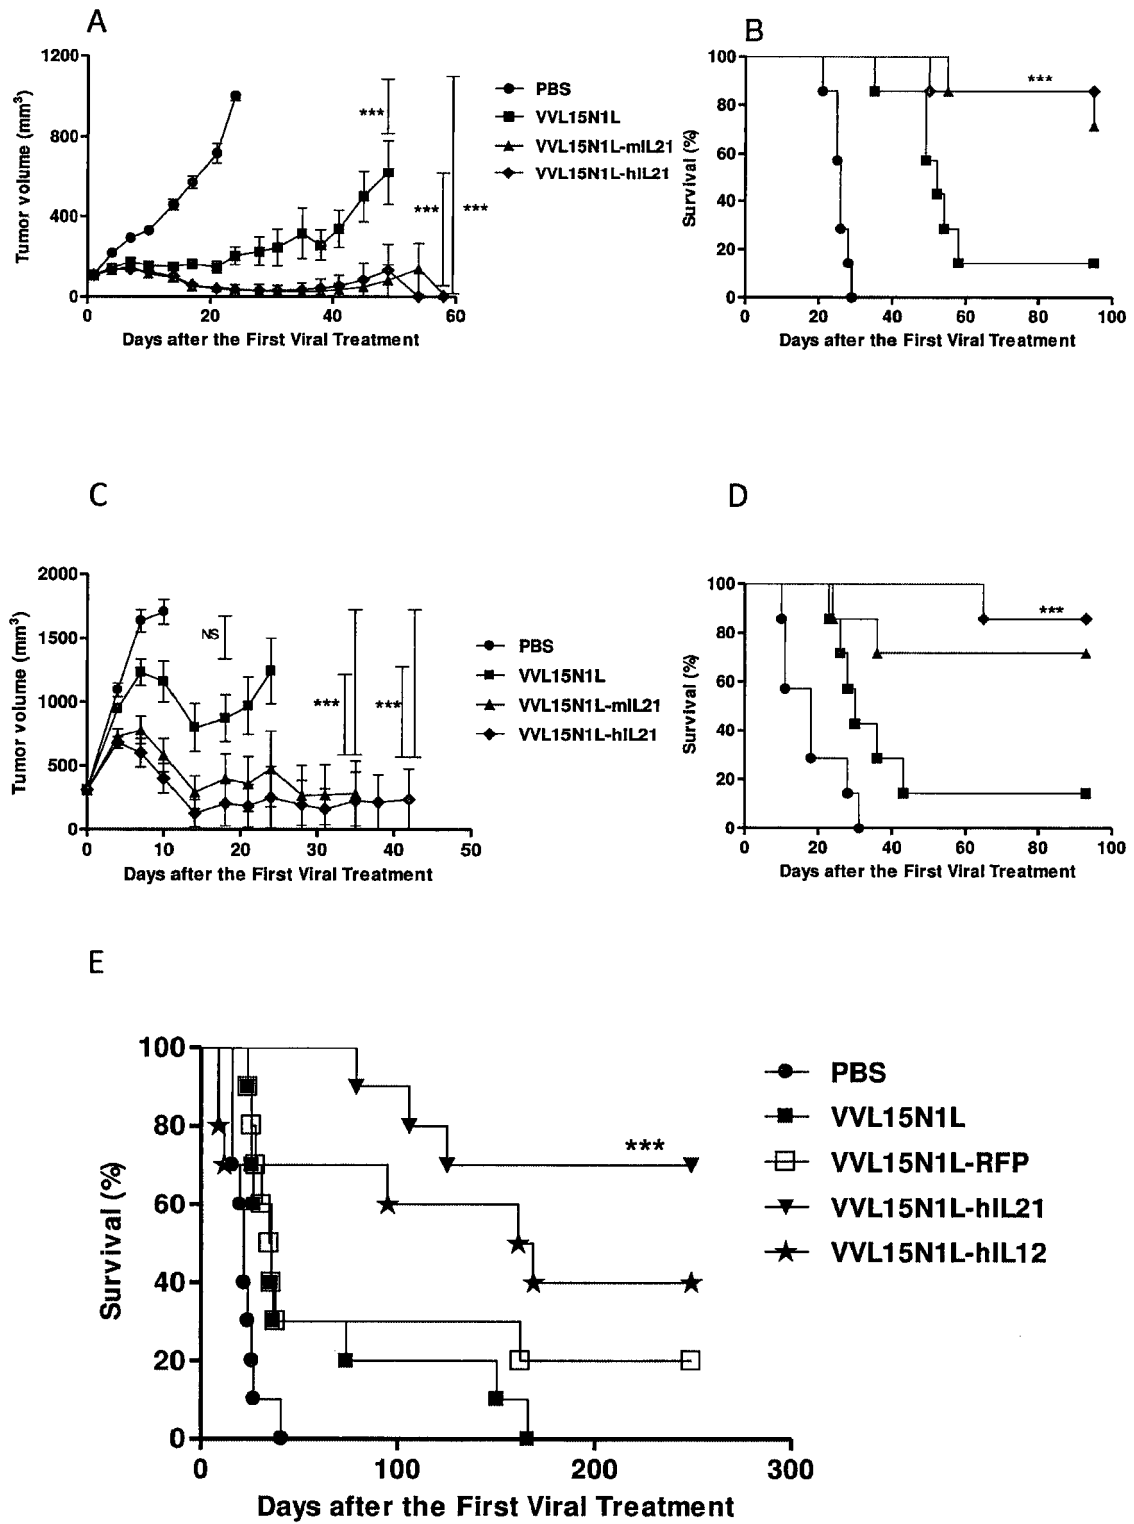 A
1200
800
400
0
0 20 40 60
Tumor volume (mm³)
Days after the First Viral Treatment
***
***
***
PBS
VVL15N1L
VVL15N1L-mIL21
VVL15N1L-hIL21
B
100
80
60
40
20
0
0 20 40 60 80 100
Survival (%)
Days after the First Viral Treatment
***
C
2000
1500
1000
500
0
0 10 20 30 40 50
Tumor volume (mm³)
Days after the First Viral Treatment
NS
***
***
PBS
VVL15N1L
VVL15N1L-mIL21
VVL15N1L-hIL21
D
100
80
60
40
20
0
0 20 40 60 80 100
Survival (%)
Days after the First Viral Treatment
***
E
100
80
60
40
20
0
0 100 200 300
Survival (%)
Days after the First Viral Treatment
***
PBS
VVL15N1L
VVL15N1L-RFP
VVL15N1L-hIL21
VVL15N1L-hIL12